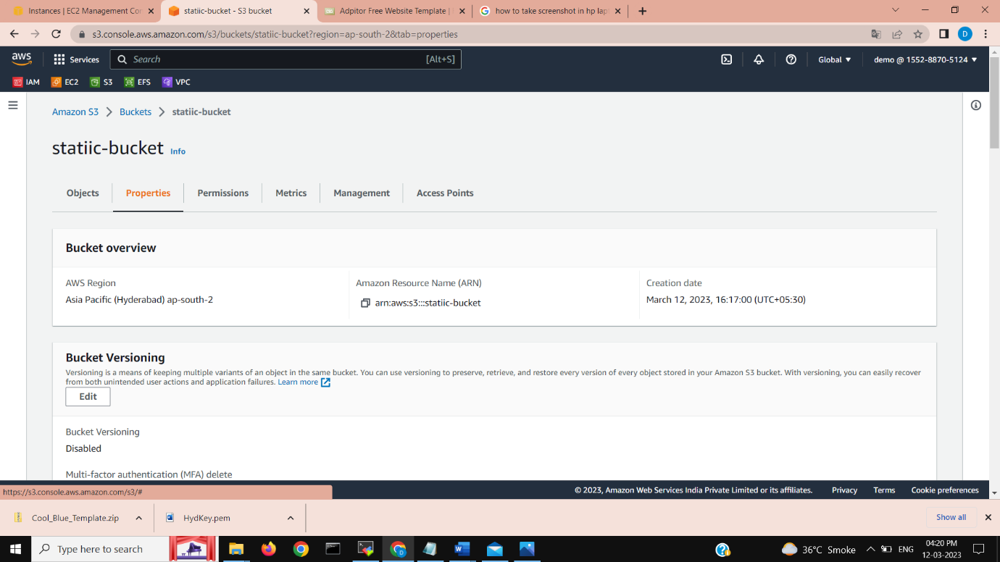 Instances | EC2 Management Con
statiic-bucket - S3 bucket
Adpitor Free Website Template |
how to take screenshot in hp lap
s3.console.aws.amazon.com/s3/buckets/statiic-bucket?region=ap-south-2&tab=properties
D
aws
Services
Search
[Alt+S]
Global
demo @ 1552-8870-5124
IAM
EC2
S3
EFS
VPC
Amazon S3
Buckets
statiic-bucket
statiic-bucket
Info
Objects
Properties
Permissions
Metrics
Management
Access Points
Bucket overview
AWS Region
Asia Pacific (Hyderabad) ap-south-2
Amazon Resource Name (ARN)
arn:aws:s3:::statiic-bucket
Creation date
March 12, 2023, 16:17:00 (UTC+05:30)
Bucket Versioning
Versioning is a means of keeping multiple variants of an object in the same bucket. You can use versioning to preserve, retrieve, and restore every version of every object stored in your Amazon S3 bucket. With versioning, you can easily recover
from both unintended user actions and application failures. Learn more
Edit
Bucket Versioning
Disabled
Multi-factor authentication (MFA) delete
https://s3.console.aws.amazon.com/s3/#
© 2023, Amazon Web Services India Private Limited or its affiliates.
Privacy
Terms
Cookie preferences
Cool_Blue_Template.zip
HydKey.pem
Show all
Type here to search
36°C Smoke
ENG
04:20 PM
12-03-2023